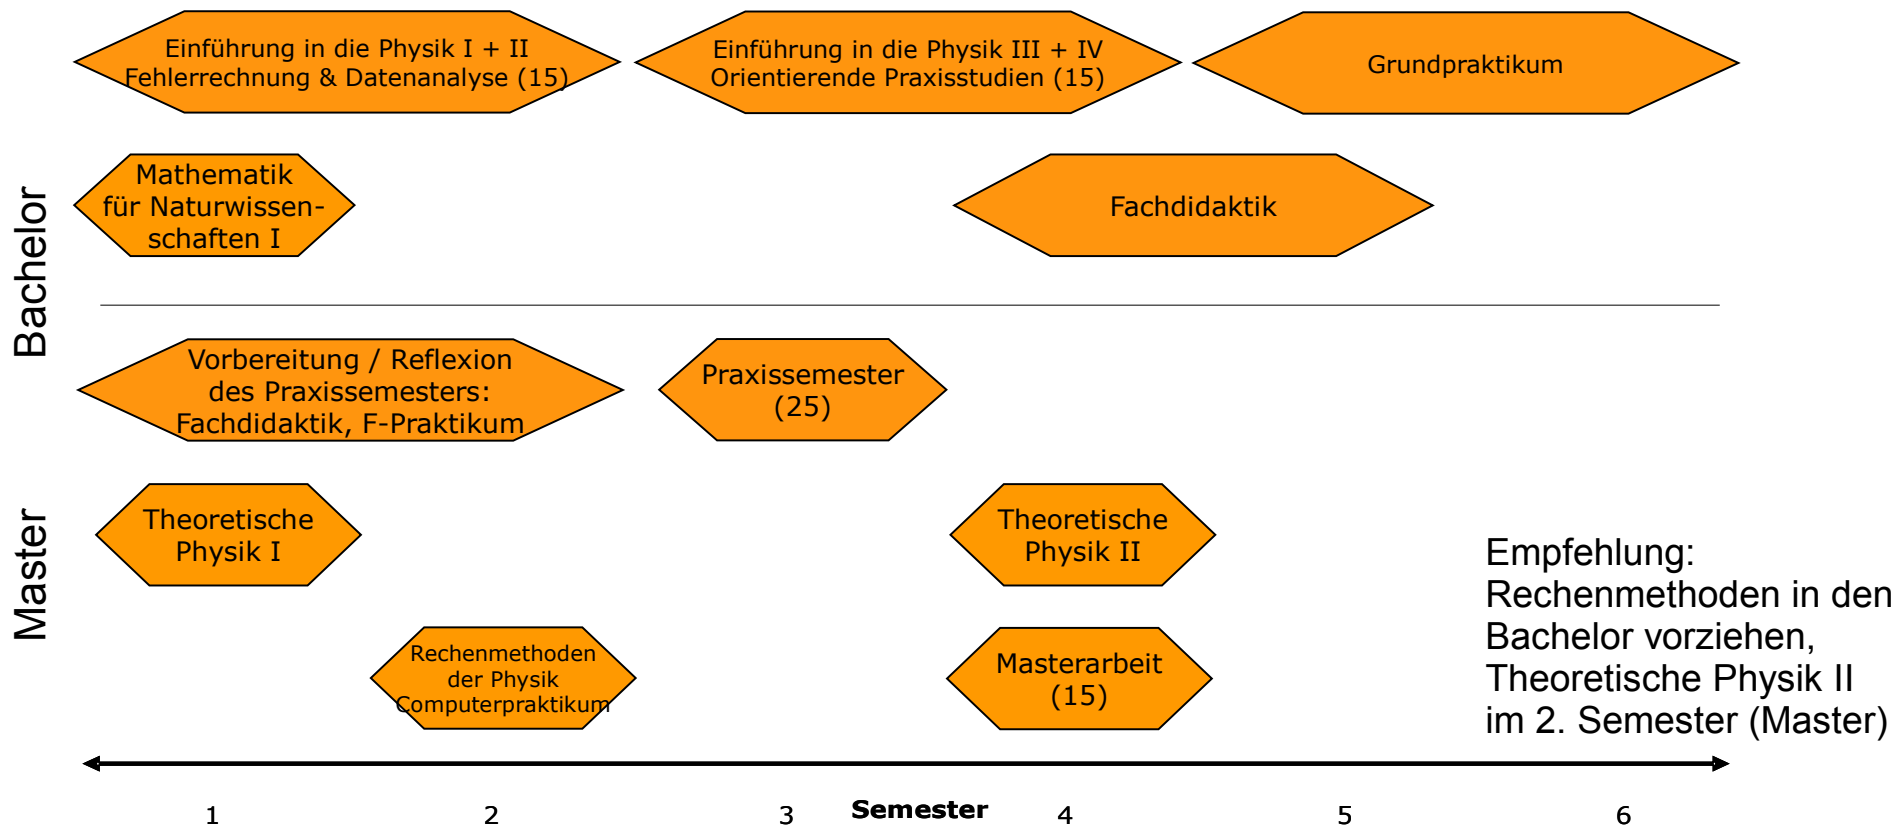 Einführung in die Physik I + II
Fehlerrechnung & Datenanalyse (15)
Einführung in die Physik III + IV
Orientierende Praxisstudien (15)
Grundpraktikum
Bachelor
Mathematik
für Naturwissen-
schaften I
Fachdidaktik
Vorbereitung / Reflexion
des Praxissemesters:
Fachdidaktik, F-Praktikum
Praxissemester
(25)
Master
Theoretische
Physik I
Theoretische
Physik II
Rechenmethoden
der Physik
Computerpraktikum
Masterarbeit
(15)
Empfehlung:
Rechenmethoden in den
Bachelor vorziehen,
Theoretische Physik II
im 2. Semester (Master)
1 2 3 Semester 4 5 6